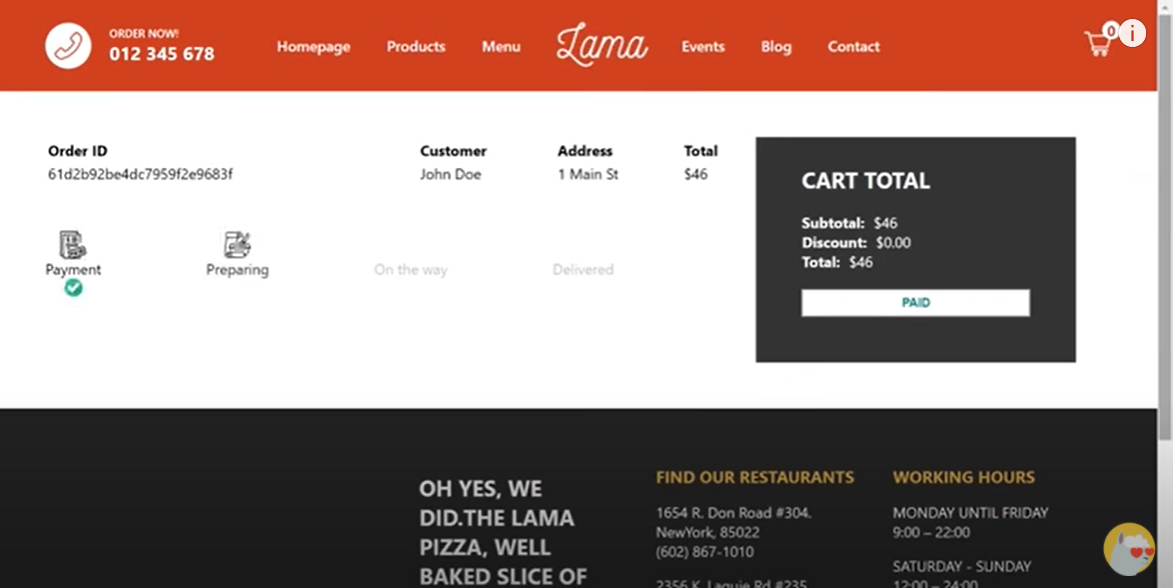 ORDER NOW!
012 345 678
Homepage
Products
Menu
Lama
Events
Blog
Contact
0
i
Order ID
61d2b92be4dc7959f2e9683f
Customer
John Doe
Address
1 Main St
Total
$46
Payment
Preparing
On the way
Delivered
CART TOTAL
Subtotal: $46
Discount: $0.00
Total: $46
PAID
OH YES, WE
DID.THE LAMA
PIZZA, WELL
BAKED SLICE OF
FIND OUR RESTAURANTS
1654 R. Don Road #304.
NewYork, 85022
(602) 867-1010
2356 K. Laquie Rd #235
WORKING HOURS
MONDAY UNTIL FRIDAY
9:00 – 22:00
SATURDAY - SUNDAY
12:00 – 24:00